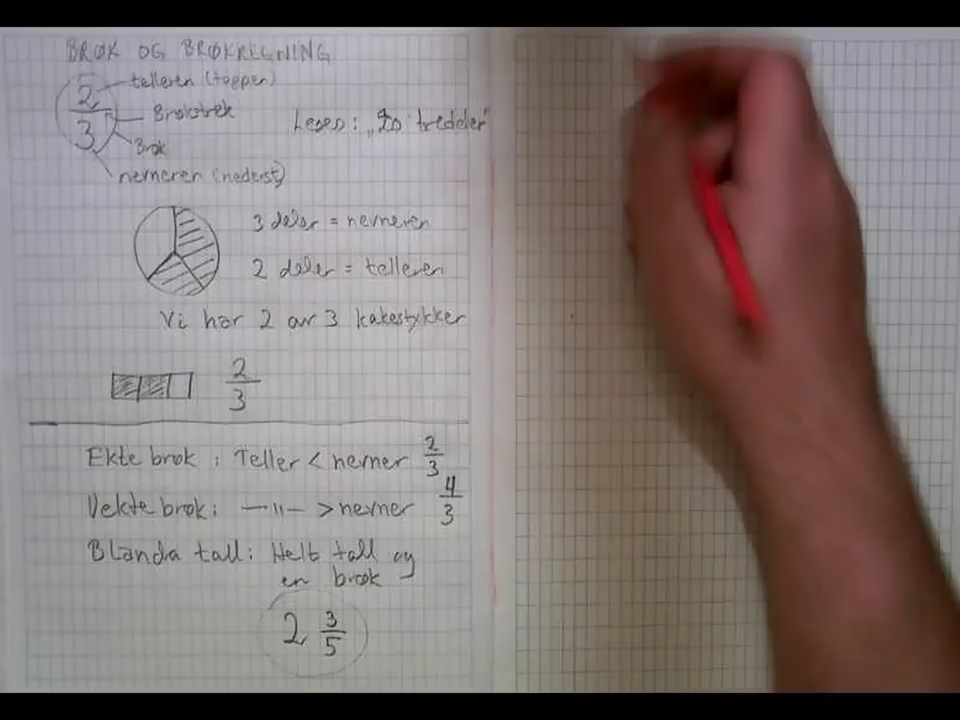 BRØK OG BRØKREGNING
2/3
telleren (toppen)
Brøkstrek
Brøk
nevneren (nederst)
Leses: „To tredeler"
3 deler = nevneren
2 deler = telleren
Vi har 2 av 3 kakestykker
2/3
Ekte brøk : Teller < nevner 2/3
Uekte brøk: —"— > nevner 4/3
Blanda tall: Helt tall og
en brøk
2 3/5